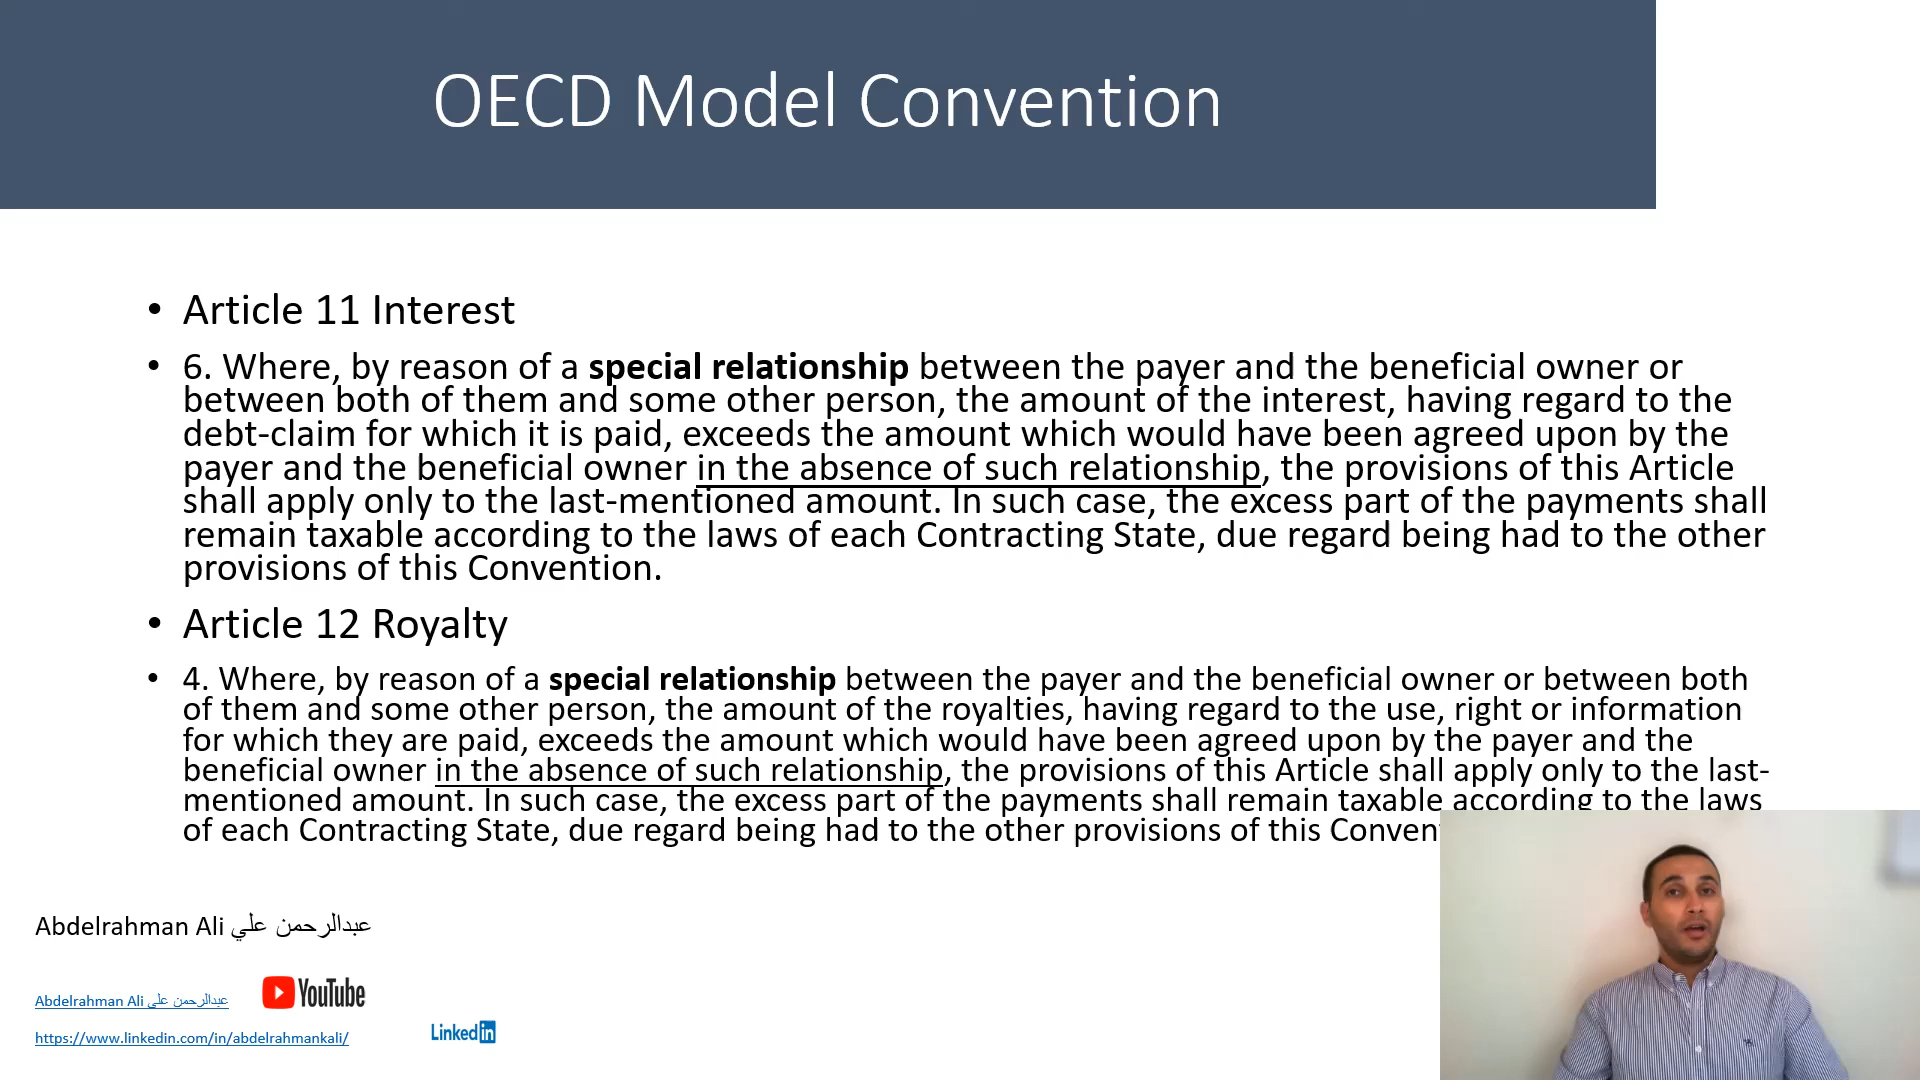 OECD Model Convention
• Article 11 Interest
• 6. Where, by reason of a special relationship between the payer and the beneficial owner or
between both of them and some other person, the amount of the interest, having regard to the
debt-claim for which it is paid, exceeds the amount which would have been agreed upon by the
payer and the beneficial owner in the absence of such relationship, the provisions of this Article
shall apply only to the last-mentioned amount. In such case, the excess part of the payments shall
remain taxable according to the laws of each Contracting State, due regard being had to the other
provisions of this Convention.
• Article 12 Royalty
• 4. Where, by reason of a special relationship between the payer and the beneficial owner or between both
of them and some other person, the amount of the royalties, having regard to the use, right or information
for which they are paid, exceeds the amount which would have been agreed upon by the payer and the
beneficial owner in the absence of such relationship, the provisions of this Article shall apply only to the last-
mentioned amount. In such case, the excess part of the payments shall remain taxable according to the laws
of each Contracting State, due regard being had to the other provisions of this
Abdelrahman Ali عبدالرحمن علي
Abdelrahman Ali عبدالرحمن علي YouTube
https://www.linkedin.com/in/abdelrahmankali/ Linkedin